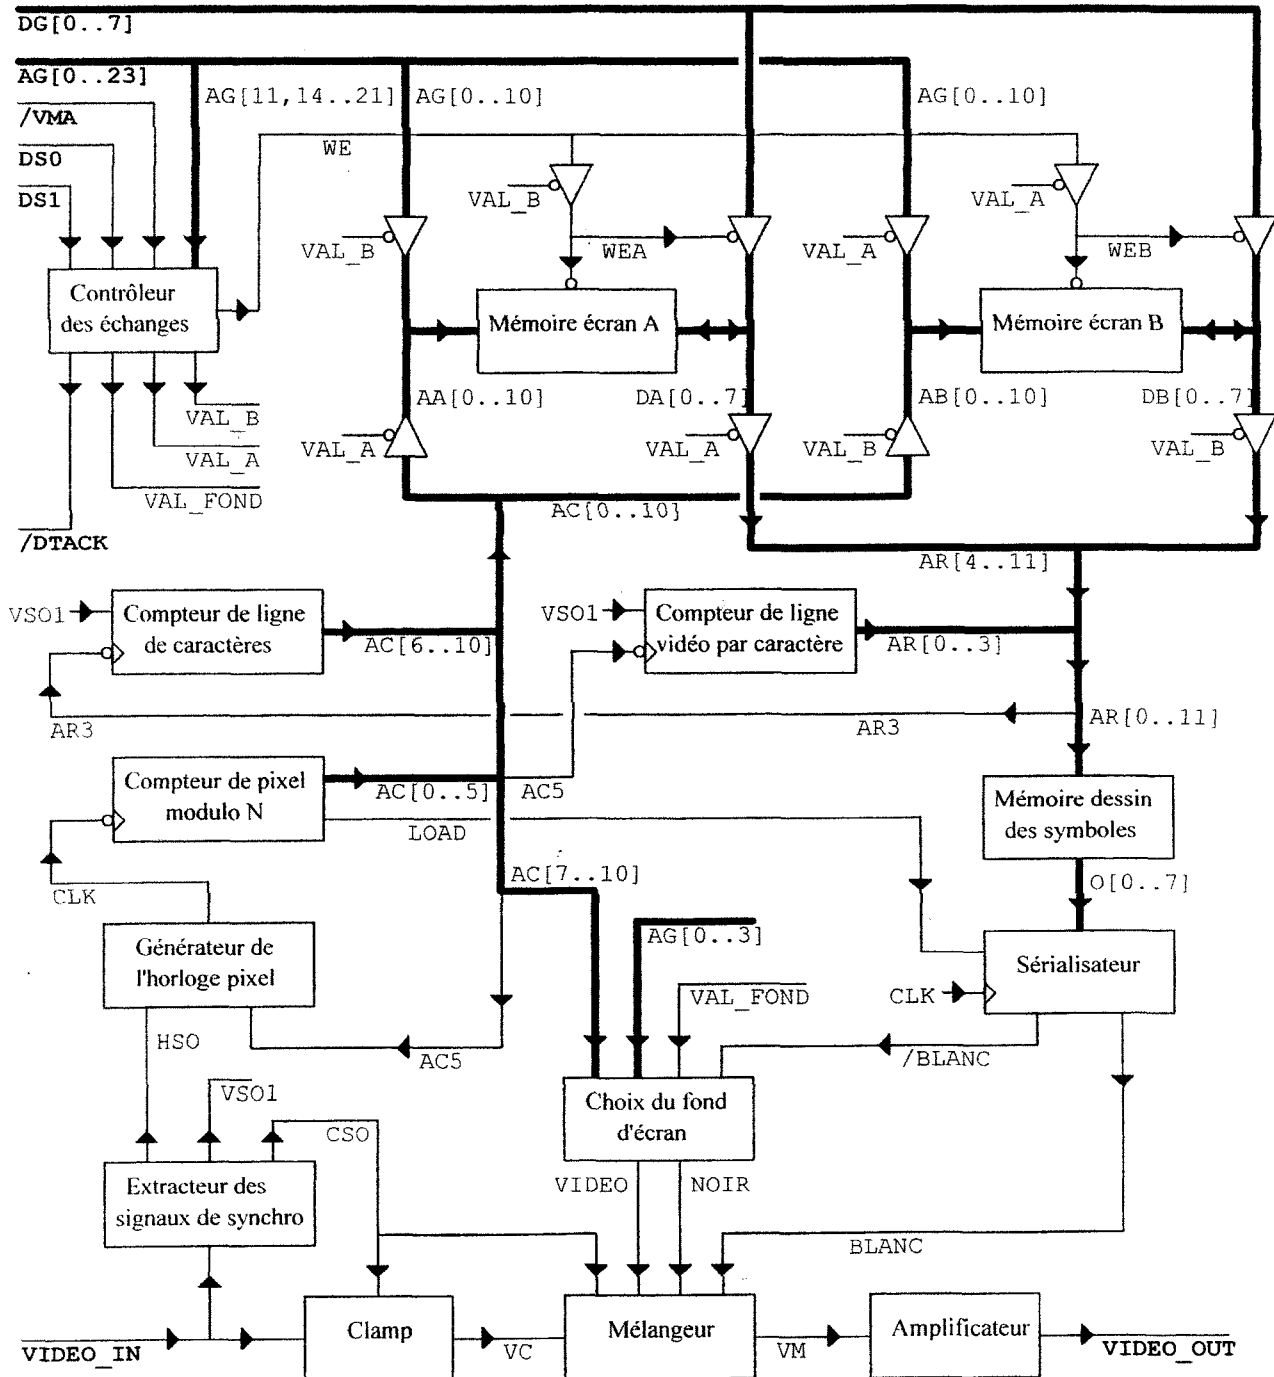 DG[0..7]
AG[0..23]
AG[11,14..21]
AG[0..10]
AG[0..10]
/VMA
WE
DS0
DS1
VAL_B
VAL_A
VAL_B
WEA
VAL_A
WEB
Contrôleur
des échanges
Mémoire écran A
Mémoire écran B
AA[0..10]
DA[0..7]
AB[0..10]
DB[0..7]
VAL_B
VAL_A
VAL_FOND
VAL_A
VAL_A
VAL_B
VAL_B
AC[0..10]
/DTACK
AR[4..11]
VSO1
Compteur de ligne
de caractères
AC[6..10]
VSO1
Compteur de ligne
vidéo par caractère
AR[0..3]
AR3
AR3
AR[0..11]
Compteur de pixel
modulo N
AC[0..5]
AC5
LOAD
Mémoire dessin
des symboles
AC[7..10]
O[0..7]
CLK
AG[0..3]
Générateur de
l'horloge pixel
Sérialisateur
VAL_FOND
CLK
HSO
AC5
/BLANC
VSO1
CSO
Choix du fond
d'écran
Extracteur des
signaux de synchro
VIDEO
NOIR
BLANC
VIDEO_IN
Clamp
VC
Mélangeur
VM
Amplificateur
VIDEO_OUT